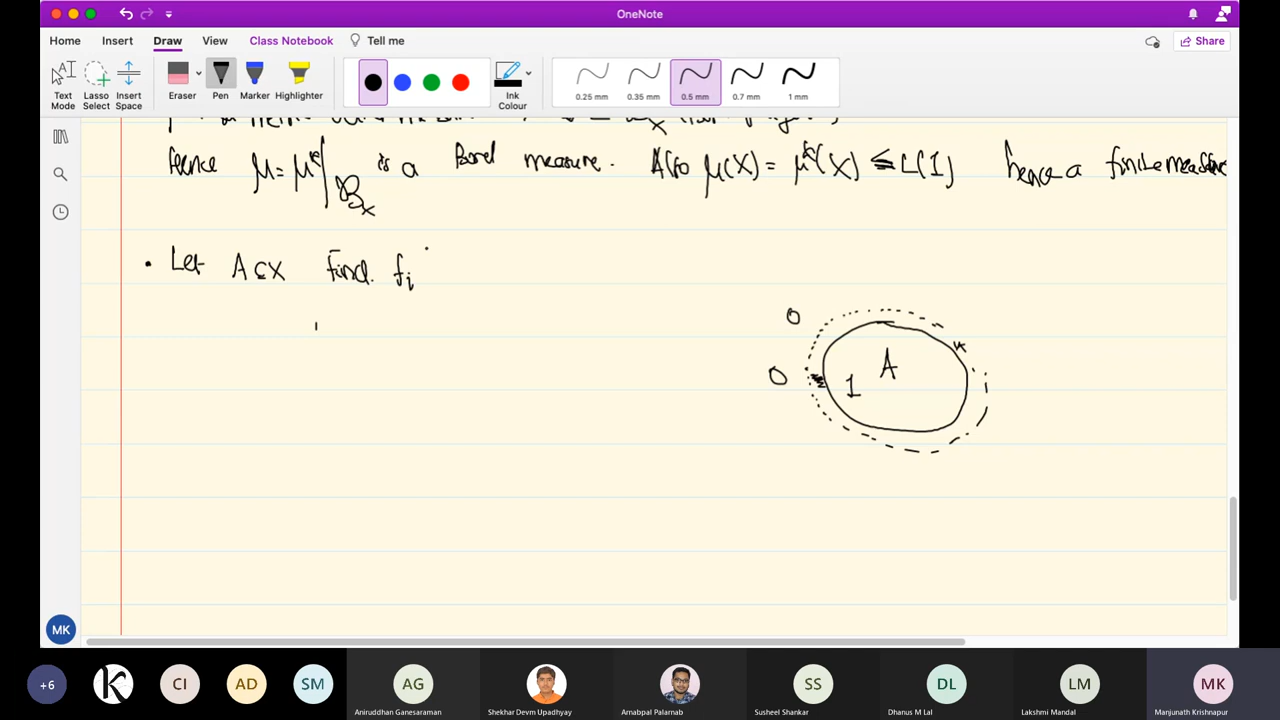 OneNote
Home Insert Draw View Class Notebook Tell me Share
Text Mode
Lasso Select
Insert Space
Eraser
Pen
Marker
Highlighter
Ink Colour
0.25 mm
0.35 mm
0.5 mm
0.7 mm
1 mm
hence μ = μ*|𝓑x is a Borel measure. Also μ(X) = μ*(X) ≤ L(1) hence a finite measure
• Let A ⊆ X Find fi
0
0
1 A
MK
+6 K CI AD SM AG SS DL LM MK
Aniruddhan Ganesaraman Shekhar Devm Upadhyay Arnabpal Palarnab Susheel Shankar Dhanus M Lal Lakshmi Mandal Manjunath Krishnapur